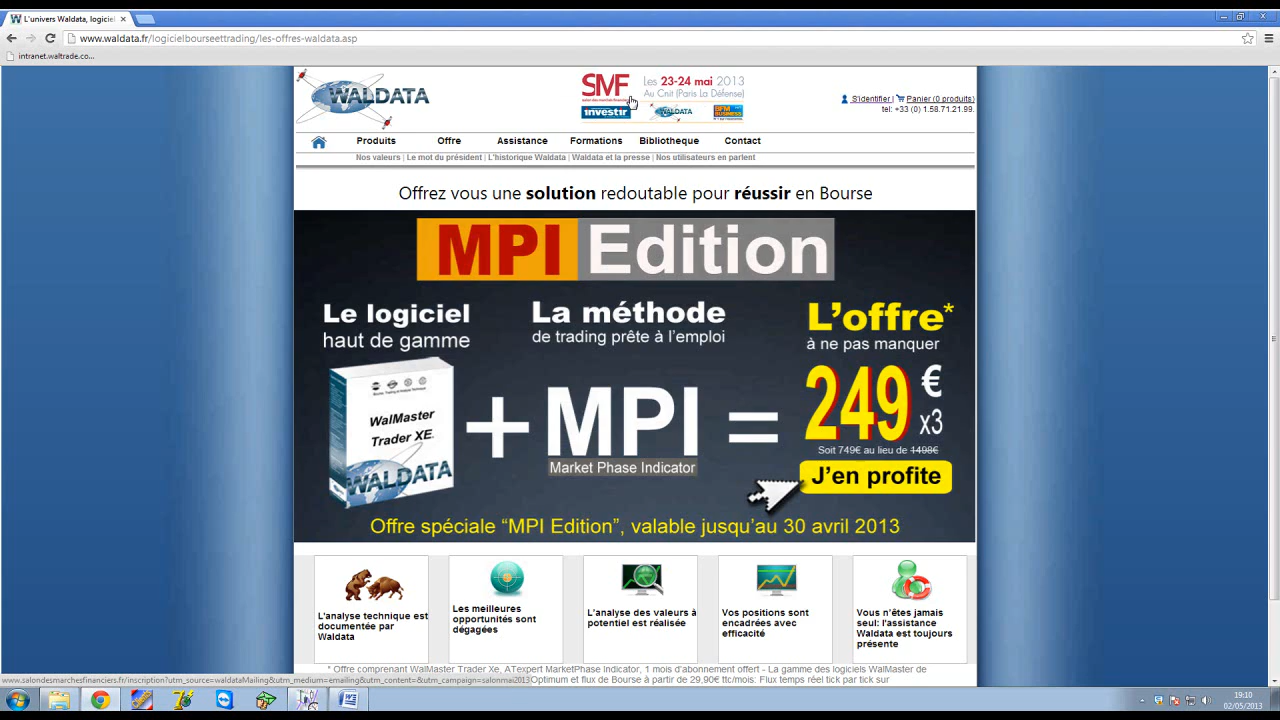 L'univers Waldata, logiciel
www.waldata.fr/logicielbourseettrading/les-offres-waldata.asp
intranet.waltrade.co...
WALDATA
SMF
Les 23-24 mai 2013
Au Cnit (Paris La Défense)
investir
WALDATA
BFM BUSINESS
S'identifier | Panier (0 produits)
tel: +33 (0) 1.58.71.21.99.
Produits Offre Assistance Formations Bibliotheque Contact
Nos valeurs | Le mot du président | L'historique Waldata | Waldata et la presse | Nos utilisateurs en parlent
Offrez vous une solution redoutable pour réussir en Bourse
MPI Edition
Le logiciel
haut de gamme
La méthode
de trading prête à l'emploi
L'offre*
à ne pas manquer
WalMaster
Trader XE.
WALDATA
+ MPI =
Market Phase Indicator
249 €
x3
Soit 749€ au lieu de 1498€
J'en profite
Offre spéciale “MPI Edition”, valable jusqu'au 30 avril 2013
L'analyse technique est
documentée par
Waldata
Les meilleures
opportunités sont
dégagées
L'analyse des valeurs à
potentiel est réalisée
Vos positions sont
encadrées avec
efficacité
Vous n'êtes jamais
seul: l'assistance
Waldata est toujours
présente
* Offre comprenant WalMaster Trader Xe, ATexpert MarketPhase Indicator, 1 mois d'abonnement offert - La gamme des logiciels WalMaster de
www.salondesmarchesfinanciers.fr/inscription?utm_source=waldataMailing&utm_medium=emailing&utm_content=&utm_campaign=salonmai2013
Optimum et flux de Bourse à partir de 29,90€ ttc/mois: Flux temps réel tick par tick sur
19:10
02/05/2013